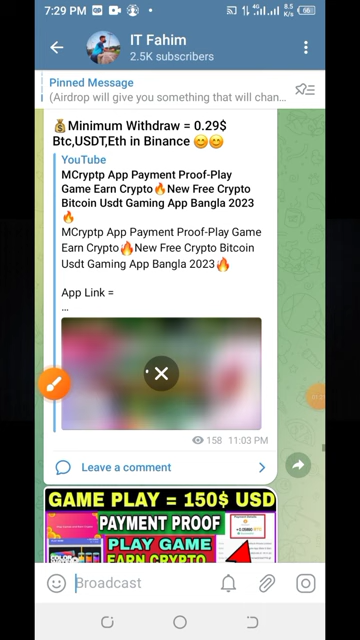 7:29 PM
8.5
K/s
66
IT Fahim
2.5K subscribers
Pinned Message
(Airdrop will give you something that will chan...
💰Minimum Withdraw = 0.29$
Btc,USDT,Eth in Binance 😊😊
YouTube
MCryptp App Payment Proof-Play
Game Earn Crypto🔥New Free Crypto
Bitcoin Usdt Gaming App Bangla 2023
🔥
MCryptp App Payment Proof-Play Game
Earn Crypto🔥New Free Crypto Bitcoin
Usdt Gaming App Bangla 2023🔥
App Link =
...
158 11:03 PM
Leave a comment
GAME PLAY = 150$ USD
PAYMENT PROOF
PLAY GAME
EARN CRYPTO
Broadcast